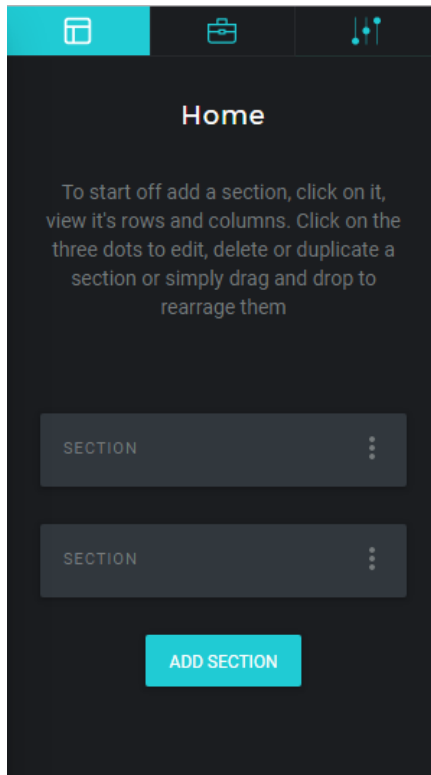 Home
To start off add a section, click on it,
view it's rows and columns. Click on the
three dots to edit, delete or duplicate a
section or simply drag and drop to
rearrage them
SECTION
SECTION
ADD SECTION